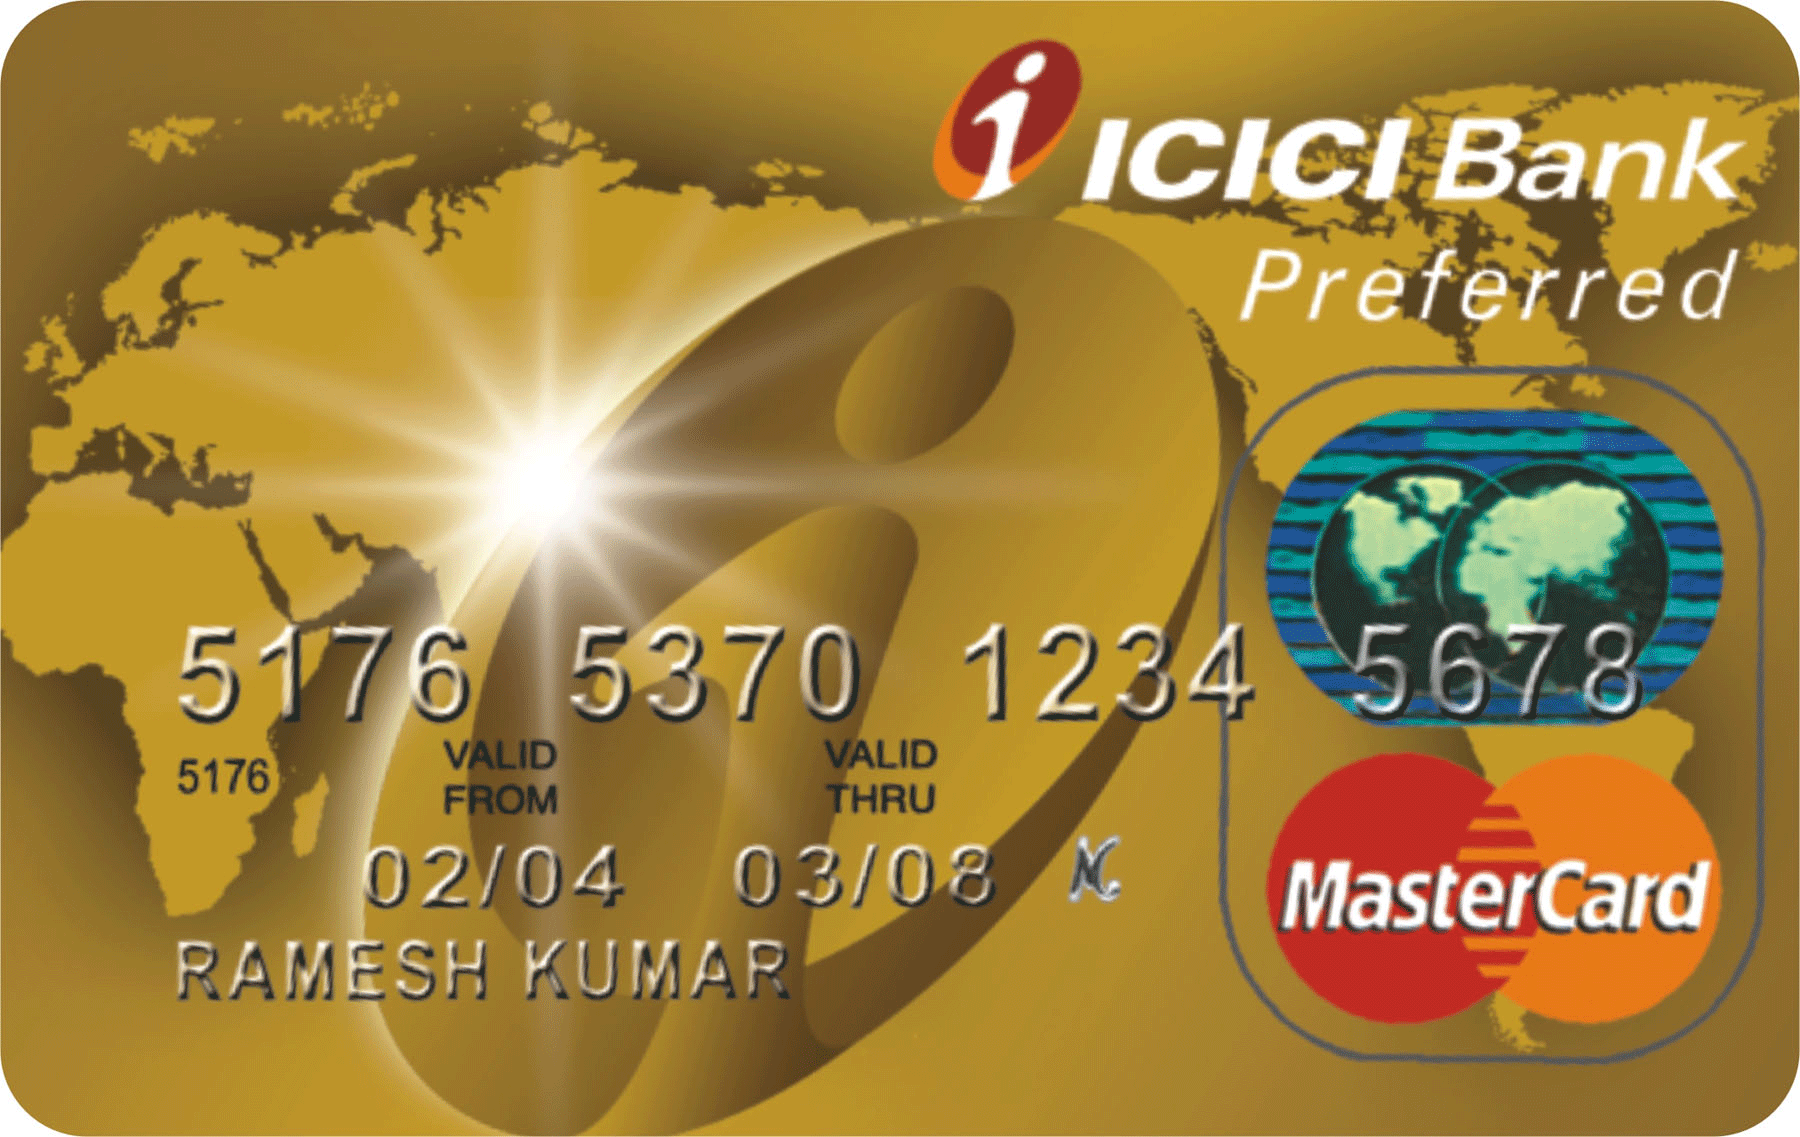 ICICI Bank
Preferred
5176 5370 1234 5678
5176
VALID FROM
VALID THRU
02/04 03/08 MC
RAMESH KUMAR
MasterCard